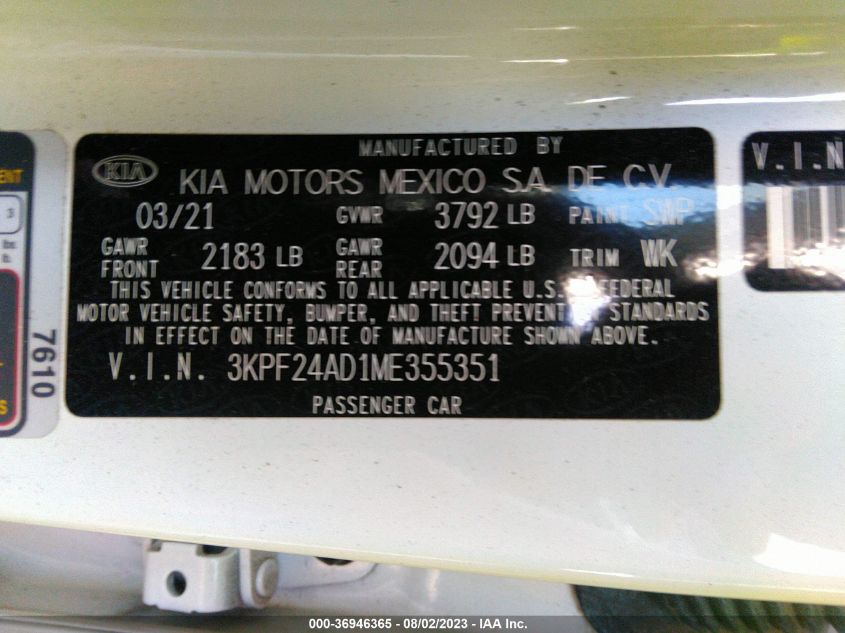 MANUFACTURED BY
KIA KIA MOTORS MEXICO S.A. DE C.V.
03/21 GVWR 3792 LB PAINT SWP
GAWR FRONT 2183 LB GAWR REAR 2094 LB TRIM WK
THIS VEHICLE CONFORMS TO ALL APPLICABLE U.S. FEDERAL
MOTOR VEHICLE SAFETY, BUMPER, AND THEFT PREVENTION STANDARDS
IN EFFECT ON THE DATE OF MANUFACTURE SHOWN ABOVE.
V.I.N. 3KPF24AD1ME355351
PASSENGER CAR
7610
3
lbs
V.I.N
000-36946365 - 08/02/2023 - IAA Inc.